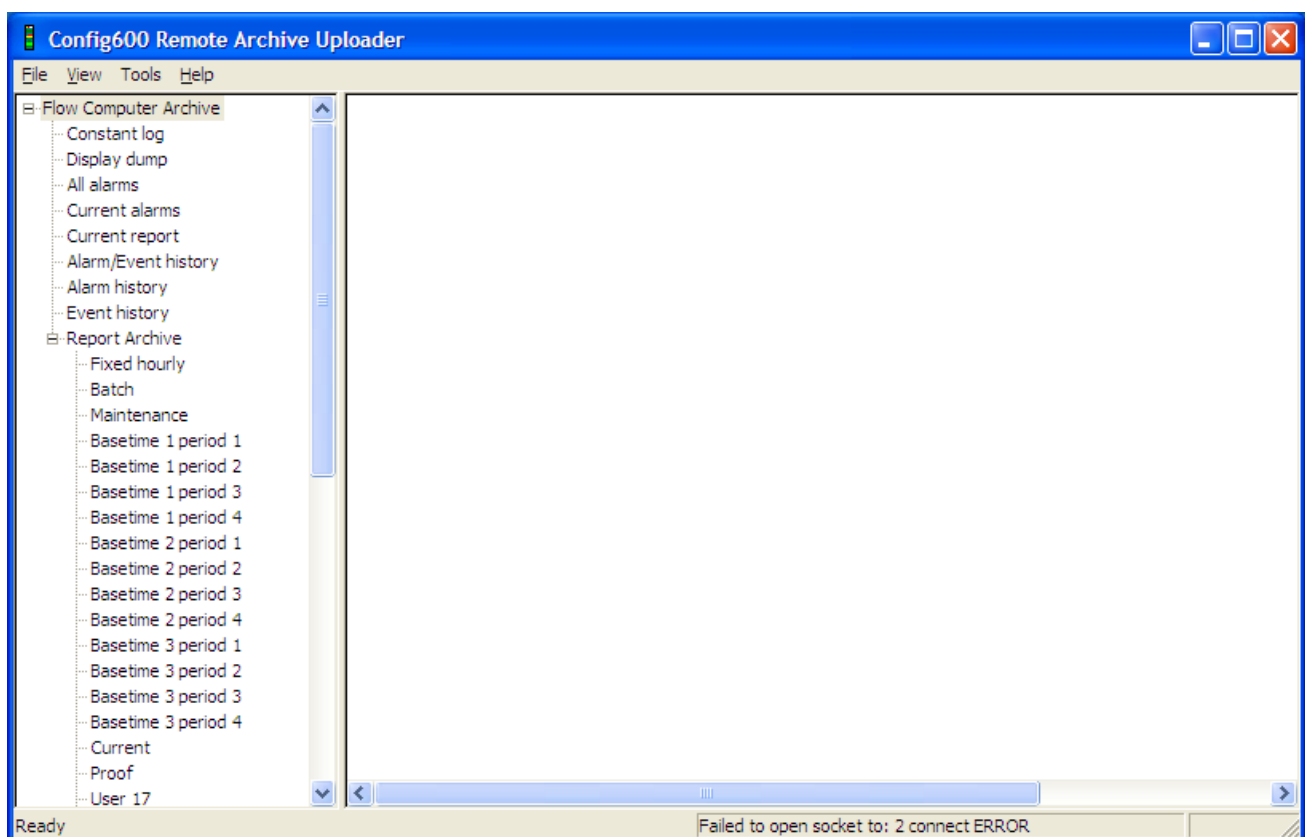 Config600 Remote Archive Uploader
File View Tools Help
Flow Computer Archive
Constant log
Display dump
All alarms
Current alarms
Current report
Alarm/Event history
Alarm history
Event history
Report Archive
Fixed hourly
Batch
Maintenance
Basetime 1 period 1
Basetime 1 period 2
Basetime 1 period 3
Basetime 1 period 4
Basetime 2 period 1
Basetime 2 period 2
Basetime 2 period 3
Basetime 2 period 4
Basetime 3 period 1
Basetime 3 period 2
Basetime 3 period 3
Basetime 3 period 4
Current
Proof
User 17
Ready Failed to open socket to: 2 connect ERROR